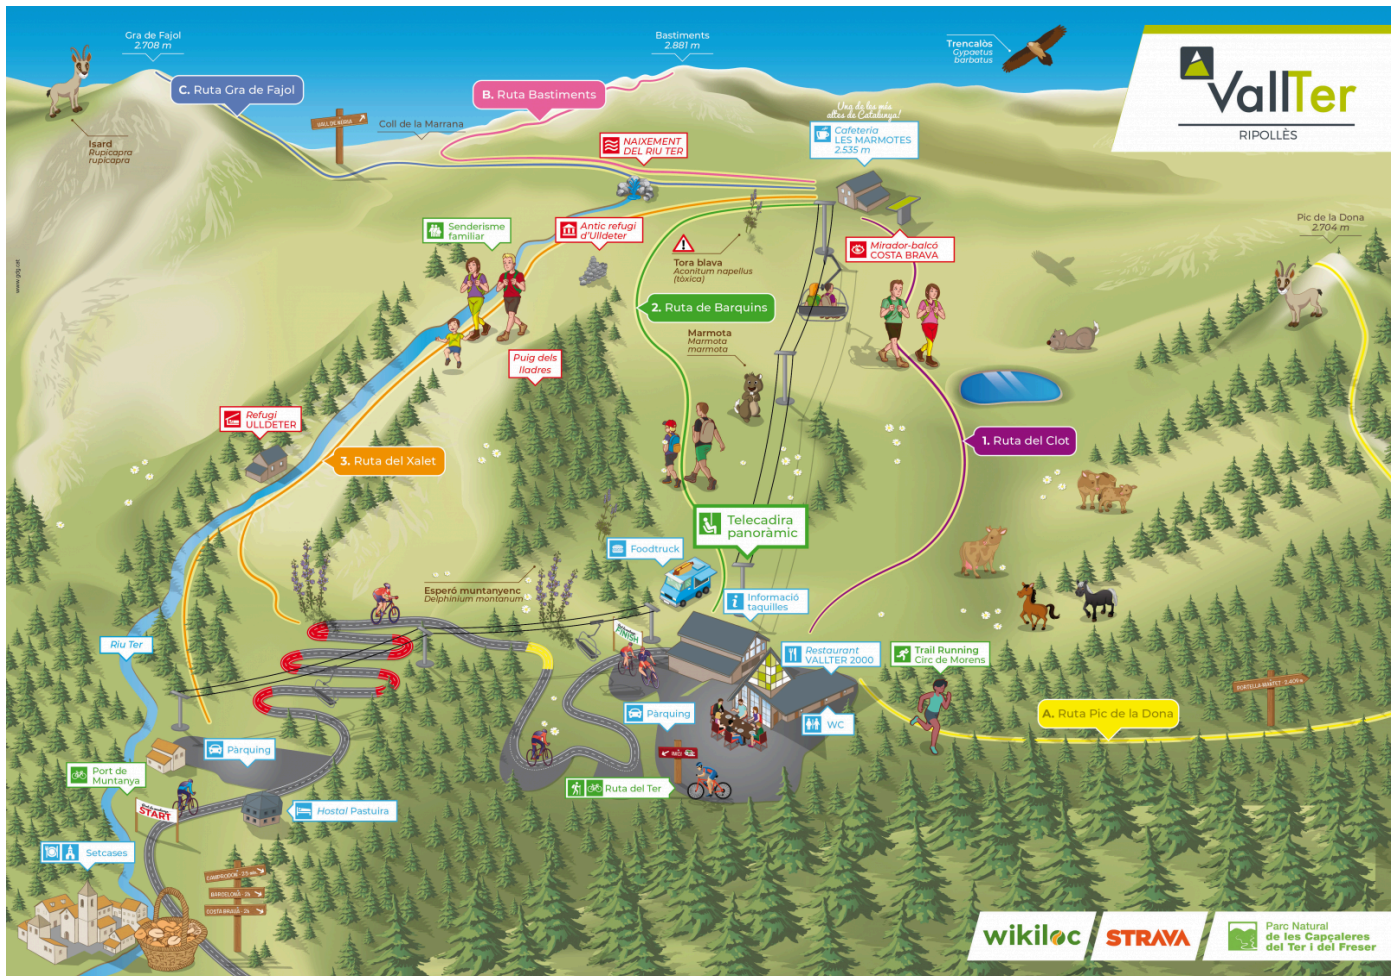 Gra de Fajol
2.708 m
Bastiments
2.881 m
Trencalòs
Gypaetus
barbatus
VallTer
RIPOLLÈS
C. Ruta Gra de Fajol
B. Ruta Bastiments
Una de les més
altes de Catalunya!
Coll de la Marrana
Cafeteria
LES MARMOTES
2.535 m
Isard
Rupicapra
rupicapra
NAIXEMENT
DEL RIU TER
Pic de la Dona
2.704 m
Senderisme
familiar
Antic refugi
d'Ulldeter
Mirador-balcó
COSTA BRAVA
Tora blava
Aconitum napellus
(tòxica)
2. Ruta de Barquins
Marmota
Marmota
marmota
Puig dels
lladres
Refugi
ULLDETER
3. Ruta del Xalet
1. Ruta del Clot
Telecadira
panoràmic
Foodtruck
Esperó muntanyenc
Delphinium montanum
Informació
taquilles
FINISH
Riu Ter
Restaurant
VALLTER 2000
Trail Running
Circ de Morens
A. Ruta Pic de la Dona
Pàrquing
WC
Pàrquing
Port de
Muntanya
Ruta del Ter
START
Hostal Pastuira
Setcases
wikiloc
STRAVA
Parc Natural
de les Capçaleres
del Ter i del Freser